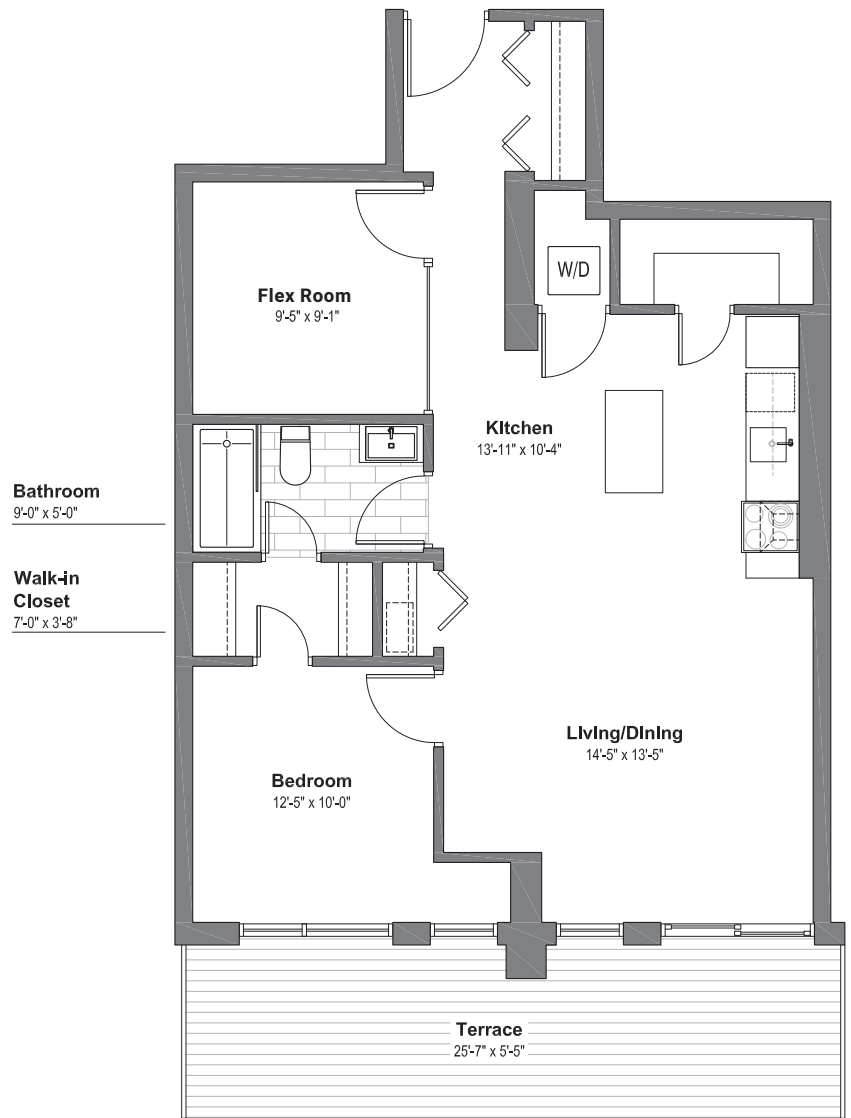 W/D
Flex Room
9'-5" x 9'-1"
Kitchen
13'-11" x 10'-4"
Bathroom
9'-0" x 5'-0"
Walk-in
Closet
7'-0" x 3'-8"
Living/Dining
14'-5" x 13'-5"
Bedroom
12'-5" x 10'-0"
Terrace
25'-7" x 5'-5"